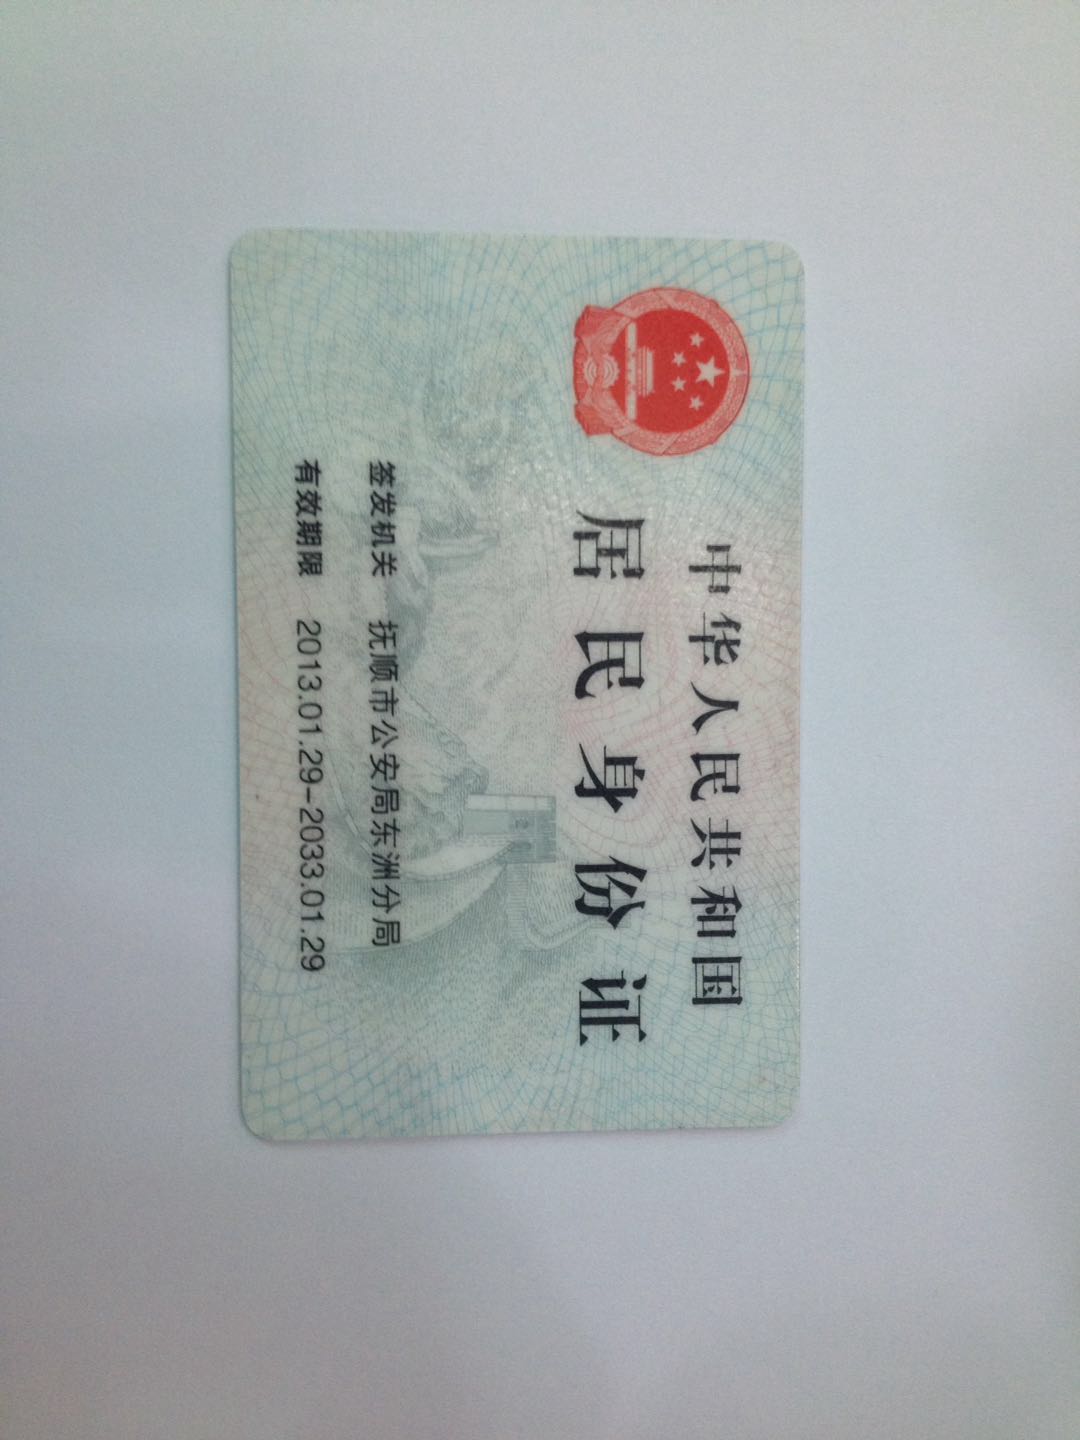 中华人民共和国
居民身份证
签发机关 抚顺市公安局东洲分局
有效期限 2013.01.29-2033.01.29